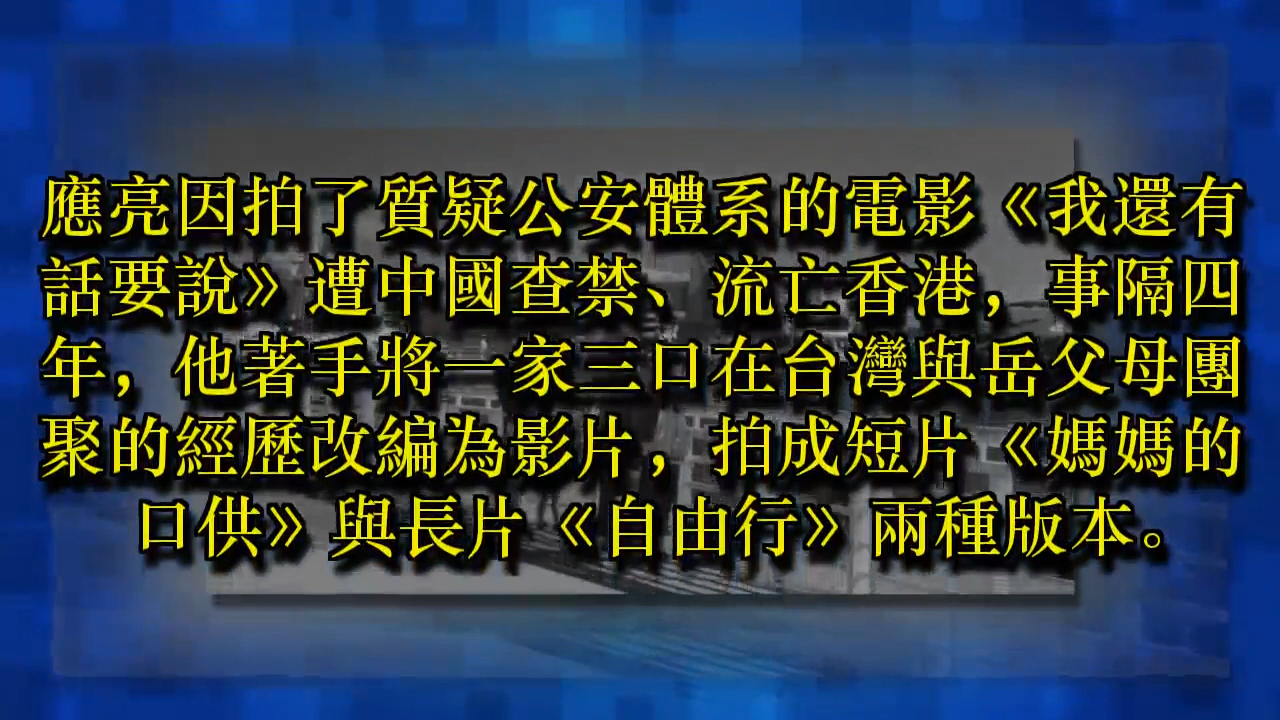 應亮因拍了質疑公安體系的電影《我還有
話要說》遭中國查禁、流亡香港，事隔四
年，他著手將一家三口在台灣與岳父母團
聚的經歷改編為影片，拍成短片《媽媽的
口供》與長片《自由行》兩種版本。